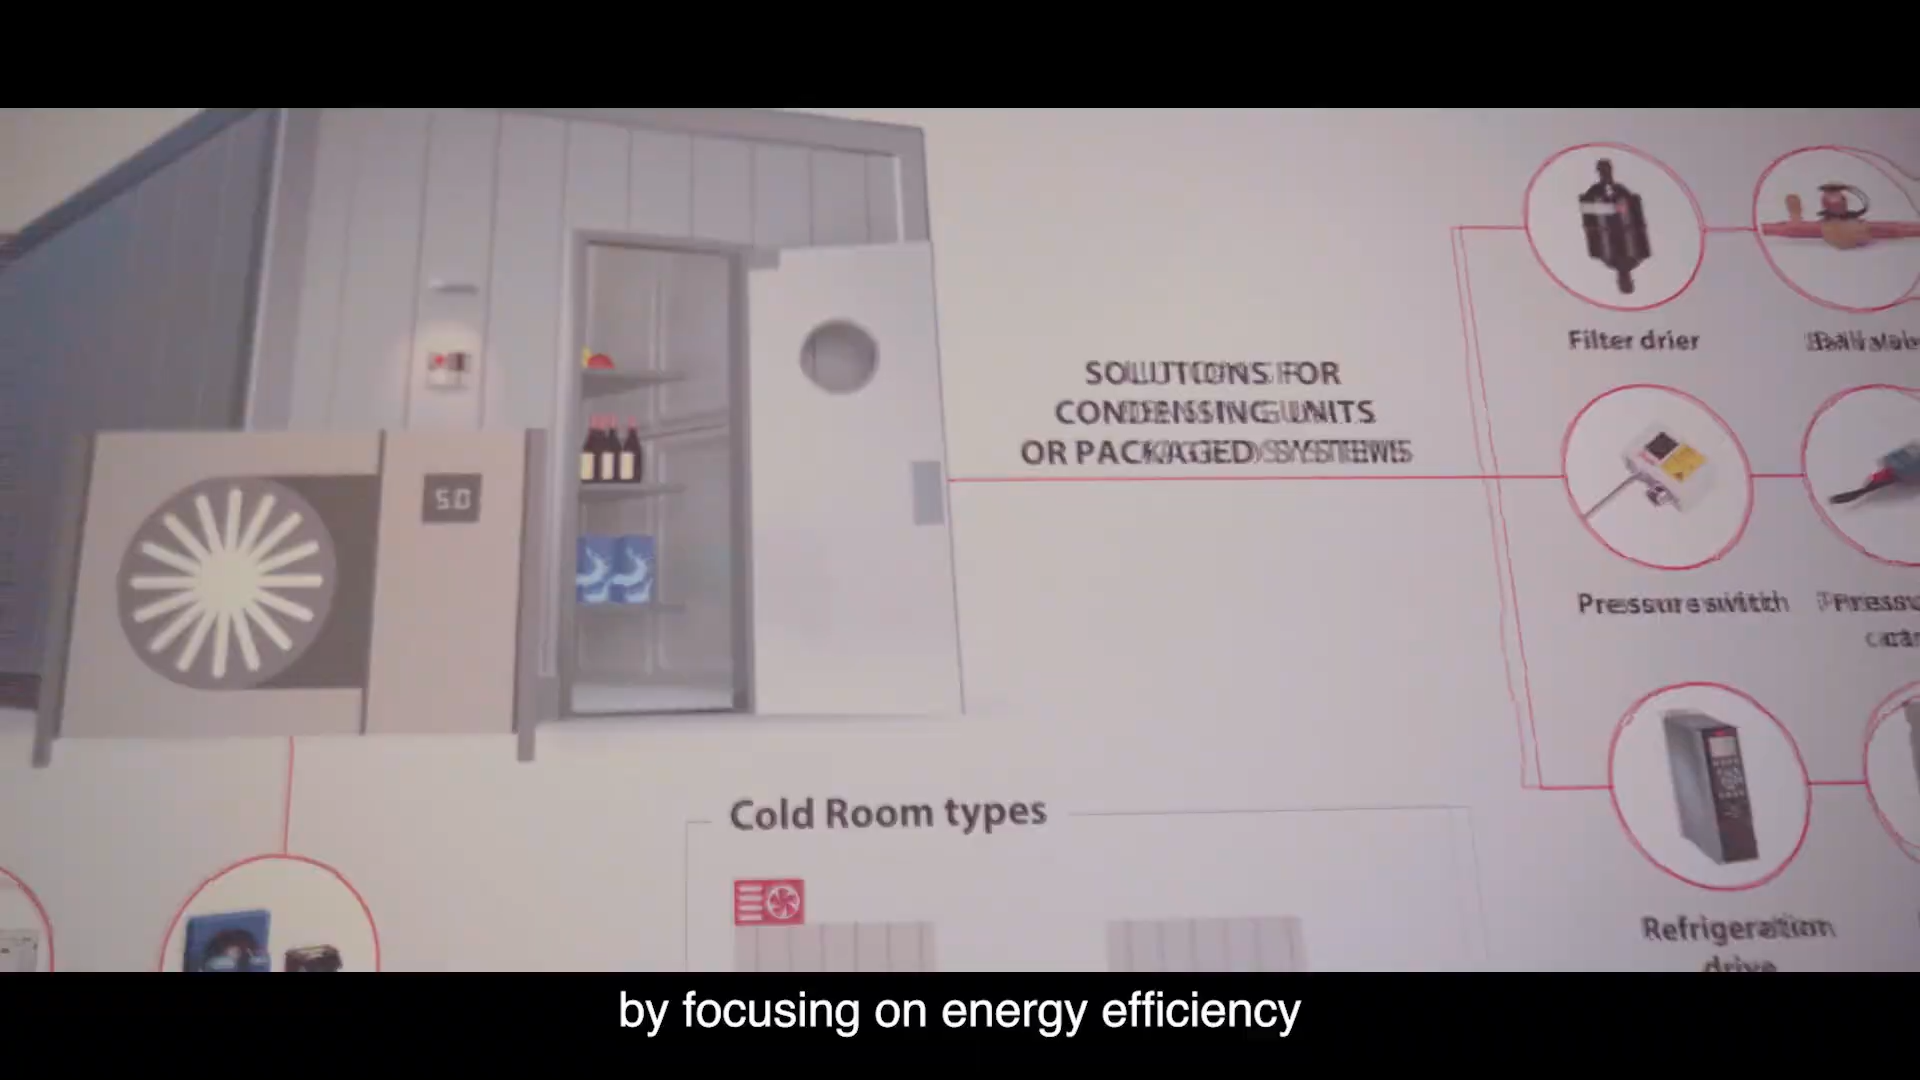 SOLUTIONS FOR
CONDENSING UNITS
OR PACKAGED SYSTEMS
Filter drier
Pressure switch
Refrigeration
drive
5.0
Cold Room types
by focusing on energy efficiency